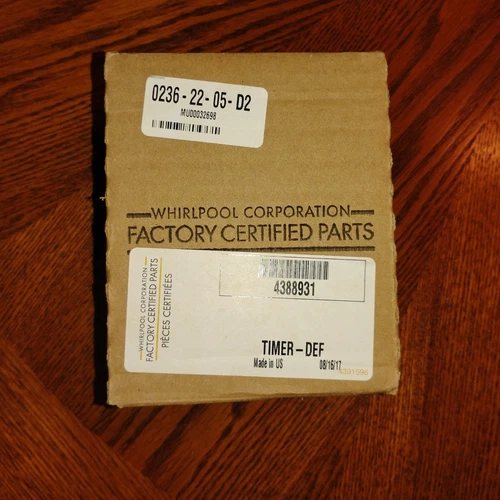 0236-22-05-D2
MU00032698
WHIRLPOOL CORPORATION
FACTORY CERTIFIED PARTS
WHIRLPOOL CORPORATION
FACTORY CERTIFIED PARTS
PIÈCES CERTIFIÉES
4388931
TIMER-DEF
Made in US 08/16/17
4391596